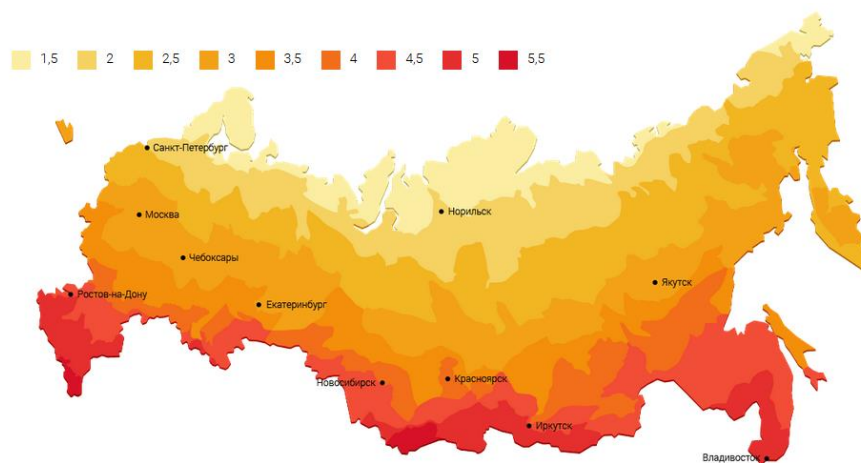 1,5 2 2,5 3 3,5 4 4,5 5 5,5
Санкт-Петербург
Норильск
Москва
Чебоксары
Якутск
Ростов-на-Дону
Екатеринбург
Новосибирск
Красноярск
Иркутск
Владивосток